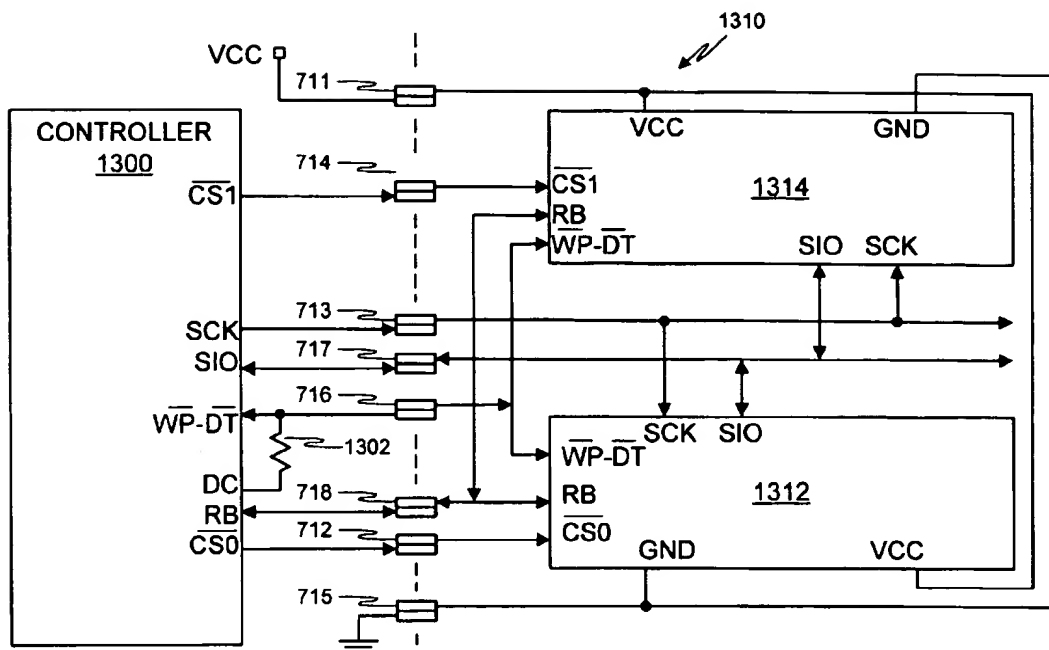 1310
VCC
711
CONTROLLER
1300
VCC
GND
714
CS1
CS1
1314
RB
WP-DT
SIO
SCK
713
SCK
717
SIO
716
WP-DT
SCK
SIO
1302
WP-DT
DC
718
RB
1312
RB
712
CS0
CS0
GND
VCC
715